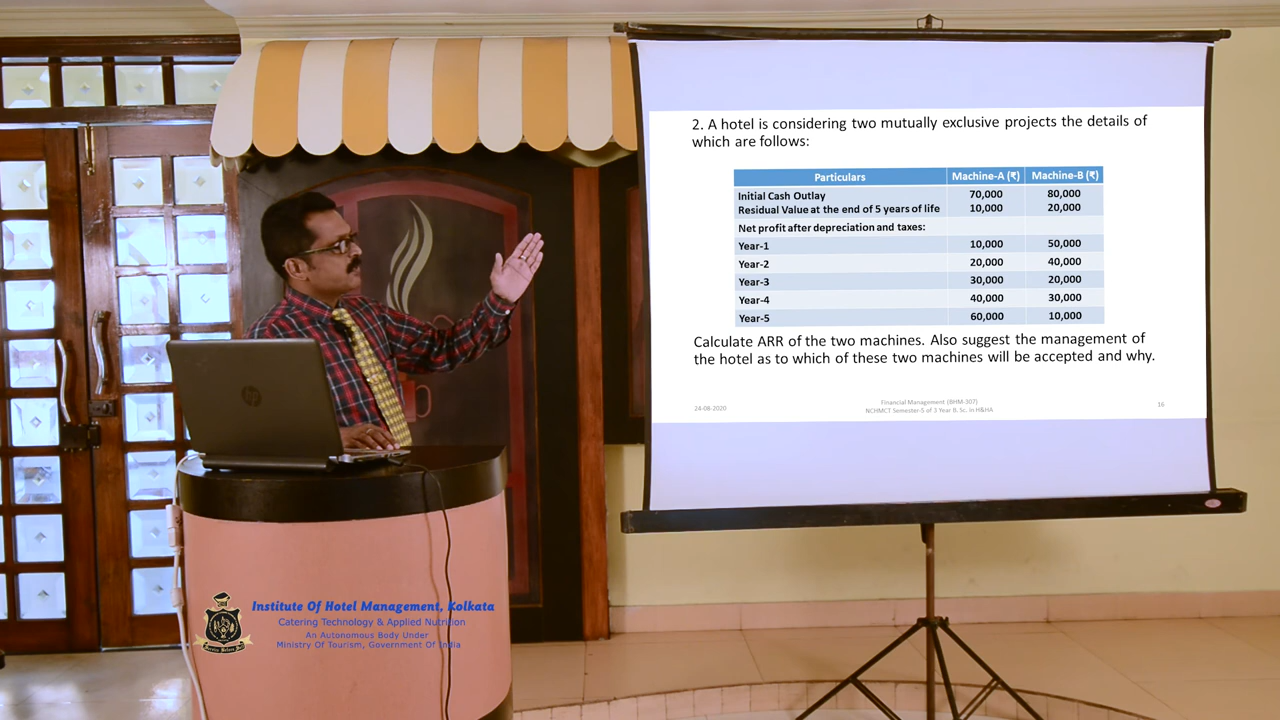 2. A hotel is considering two mutually exclusive projects the details of
which are follows:
Particulars Machine-A (₹) Machine-B (₹)
Initial Cash Outlay 70,000 80,000
Residual Value at the end of 5 years of life 10,000 20,000
Net profit after depreciation and taxes:
Year-1 10,000 50,000
Year-2 20,000 40,000
Year-3 30,000 20,000
Year-4 40,000 30,000
Year-5 60,000 10,000
Calculate ARR of the two machines. Also suggest the management of
the hotel as to which of these two machines will be accepted and why.
24-08-2020
Financial Management (BHM-307)
NCHMCT Semester-5 of 3 Year B. Sc. in H&HA
16
hp
Institute Of Hotel Management, Kolkata
Catering Technology & Applied Nutrition
An Autonomous Body Under
Ministry Of Tourism, Government Of India